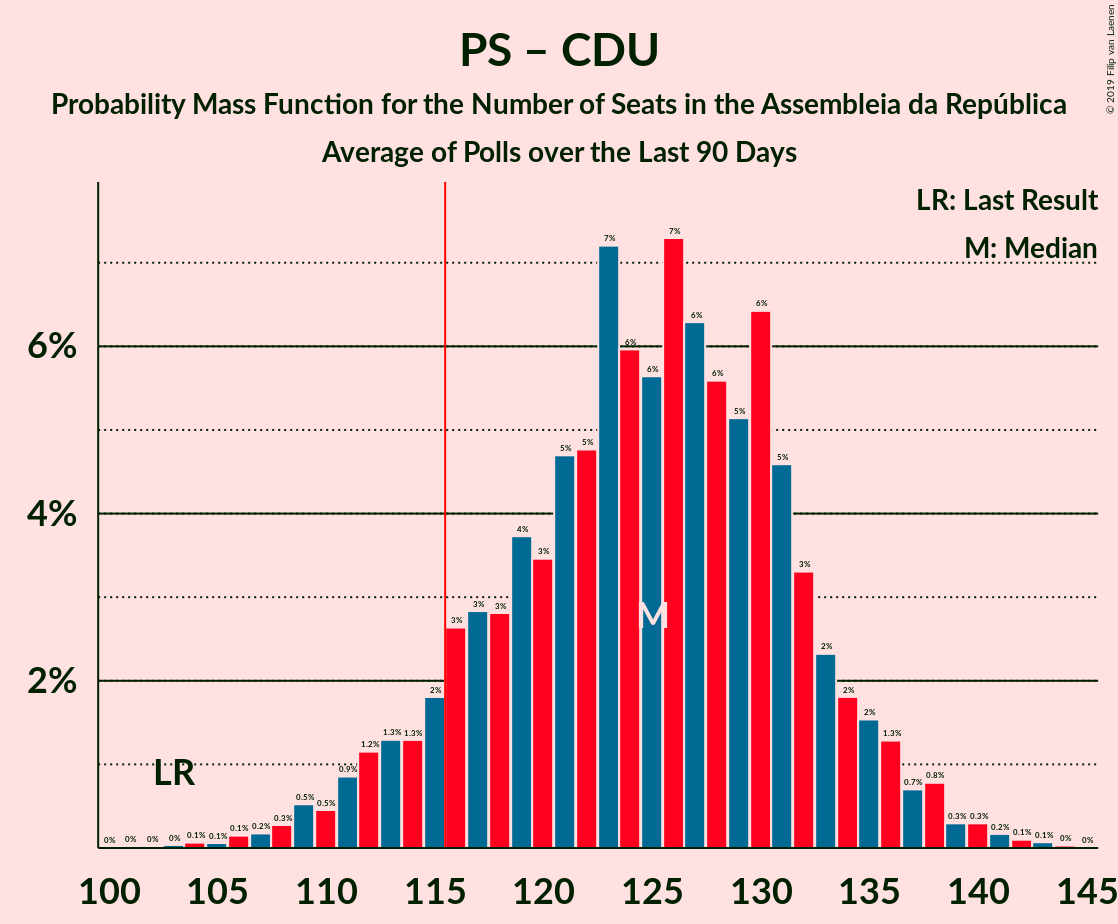 PS – CDU
Probability Mass Function for the Number of Seats in the Assembleia da República
Average of Polls over the Last 90 Days
© 2019 Filip van Laenen
LR: Last Result
M: Median
6%
4%
2%
0% 0% 0% 0% 0.1% 0.1% 0.1% 0.2% 0.3% 0.5% 0.5% 0.9% 1.2% 1.3% 1.3% 2% 3% 3% 3% 4% 3% 5% 5% 7% 6% 6% 7% 6% 6% 5% 6% 5% 3% 2% 2% 2% 1.3% 0.7% 0.8% 0.3% 0.3% 0.2% 0.1% 0.1% 0% 0%
M
LR
100 105 110 115 120 125 130 135 140 145